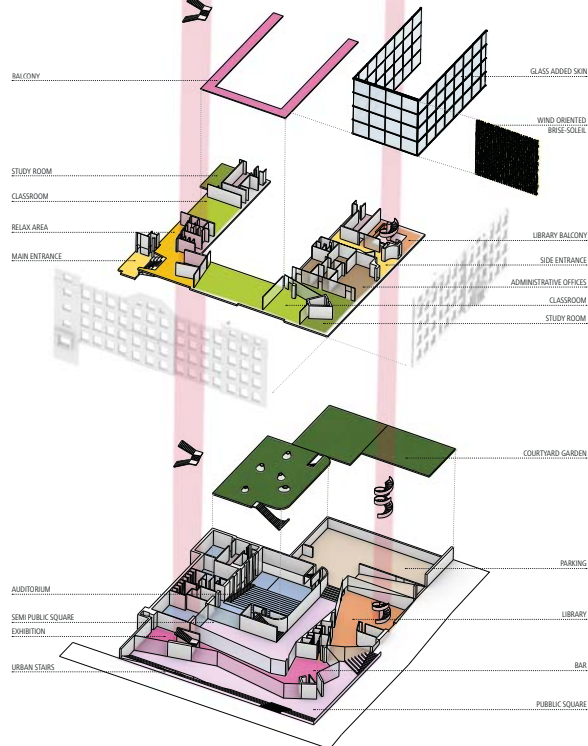 BALCONY
GLASS ADDED SKIN
WIND ORIENTED
BRISE-SOLEIL
STUDY ROOM
CLASSROOM
RELAX AREA
MAIN ENTRANCE
LIBRARY BALCONY
SIDE ENTRANCE
ADMINISTRATIVE OFFICES
CLASSROOM
STUDY ROOM
COURTYARD GARDEN
PARKING
AUDITORIUM
SEMI PUBLIC SQUARE
EXHIBITION
URBAN STAIRS
LIBRARY
BAR
PUBBLIC SQUARE